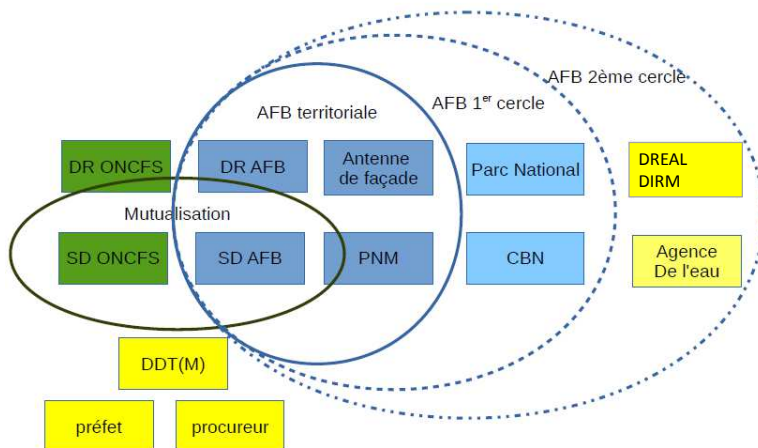 AFB 2ème cercle
AFB 1er cercle
AFB territoriale
DR ONCFS
DR AFB
Antenne
de façade
Parc National
DREAL
DIRM
Mutualisation
SD ONCFS
SD AFB
PNM
CBN
Agence
De l'eau
DDT(M)
préfet
procureur